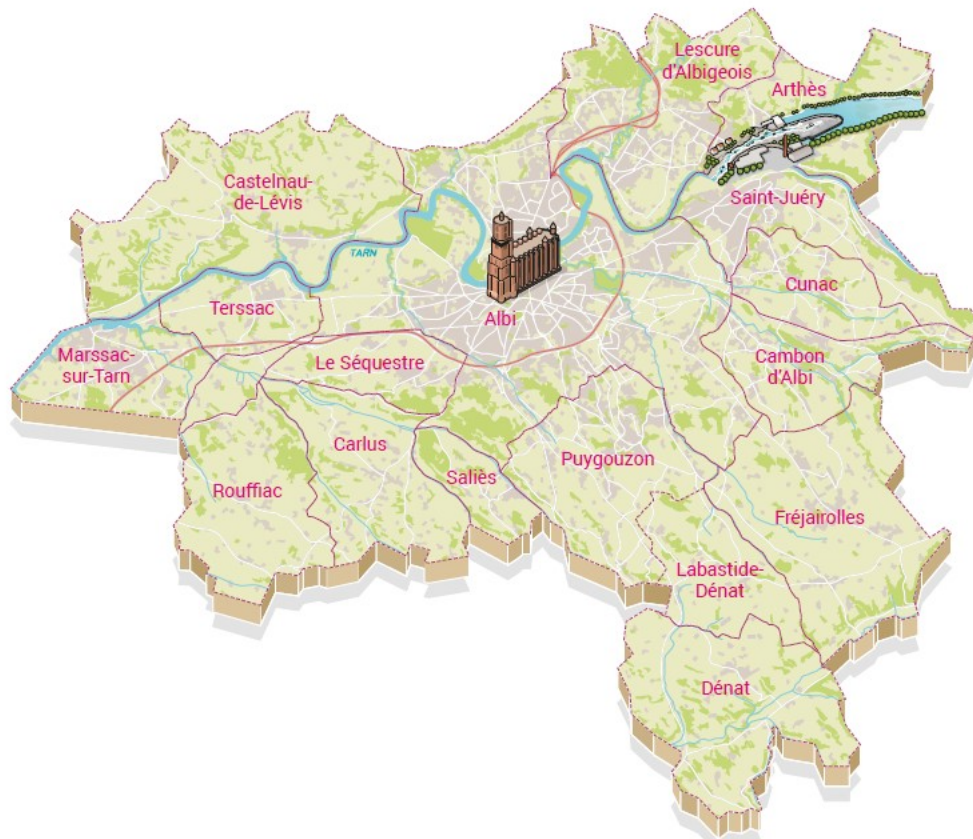 Lescure
d'Albigeois
Arthès
Castelnau-
de-Lévis
Saint-Juéry
TARN
Cunac
Terssac
Albi
Marssac-
sur-Tarn
Le Séquestre
Cambon
d'Albi
Carlus
Puygouzon
Saliès
Rouffiac
Fréjairolles
Labastide-
Dénat
Dénat